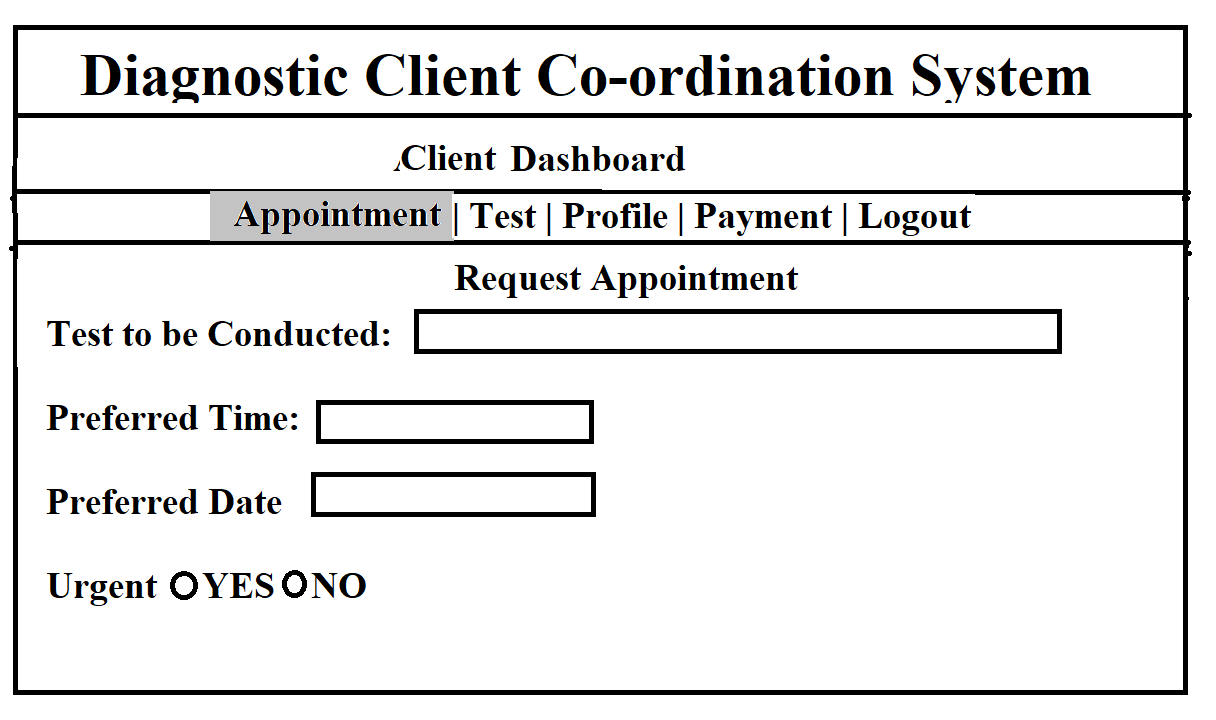 Diagnostic Client Co-ordination System
Client Dashboard
Appointment | Test | Profile | Payment | Logout
Request Appointment
Test to be Conducted:
Preferred Time:
Preferred Date
Urgent YES NO